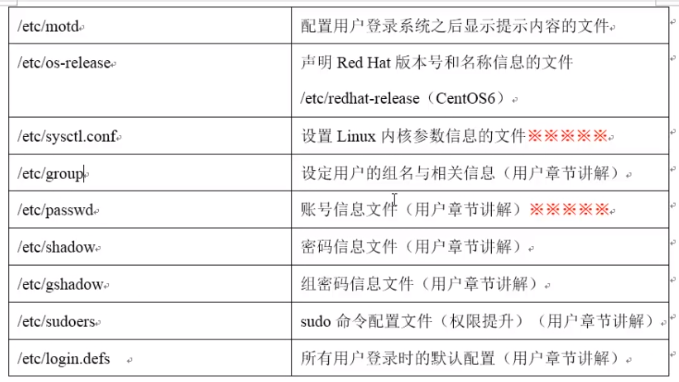 /etc/motd 配置用户登录系统之后显示提示内容的文件
/etc/os-release 声明 Red Hat 版本号和名称信息的文件
/etc/redhat-release（CentOS6）
/etc/sysctl.conf 设置 Linux 内核参数信息的文件※※※※※
/etc/group 设定用户的组名与相关信息（用户章节讲解）
/etc/passwd 账号信息文件（用户章节讲解）※※※※※
/etc/shadow 密码信息文件（用户章节讲解）
/etc/gshadow 组密码信息文件（用户章节讲解）
/etc/sudoers sudo 命令配置文件（权限提升）（用户章节讲解）
/etc/login.defs 所有用户登录时的默认配置（用户章节讲解）